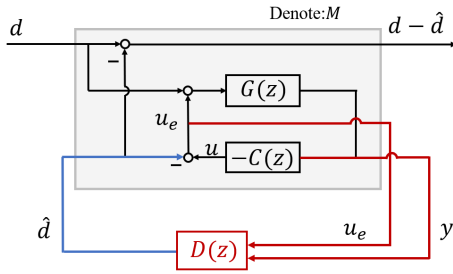 Denote:M
d
d − d̂
−
G(z)
u_e
u
−C(z)
−
d̂
u_e
y
D(z)